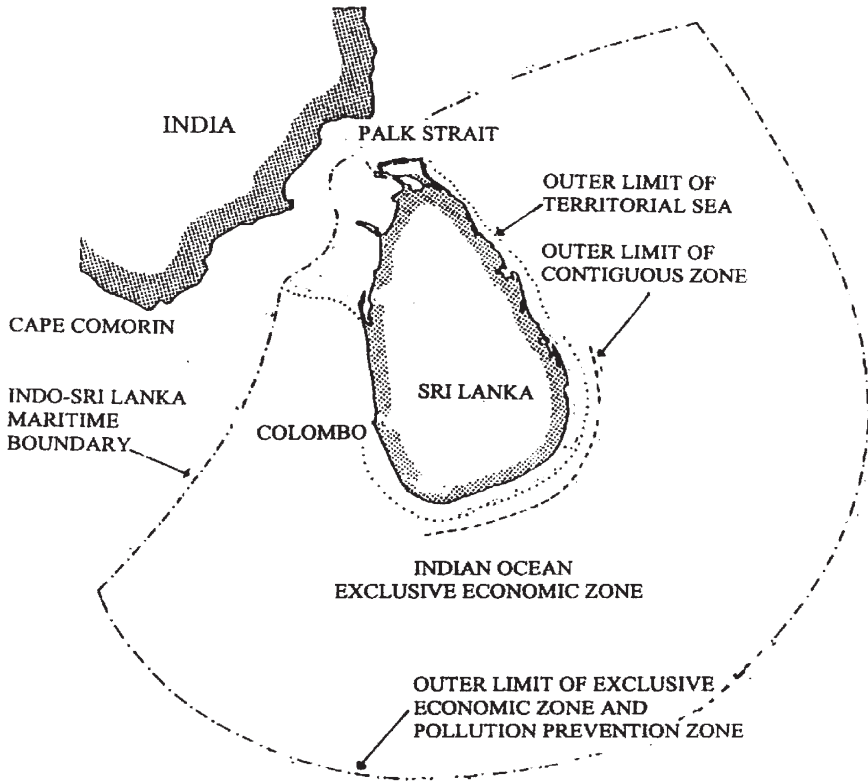 INDIA
PALK STRAIT
OUTER LIMIT OF
TERRITORIAL SEA
OUTER LIMIT OF
CONTIGUOUS ZONE
CAPE COMORIN
SRI LANKA
INDO-SRI LANKA
MARITIME
BOUNDARY
COLOMBO
INDIAN OCEAN
EXCLUSIVE ECONOMIC ZONE
OUTER LIMIT OF EXCLUSIVE
ECONOMIC ZONE AND
POLLUTION PREVENTION ZONE